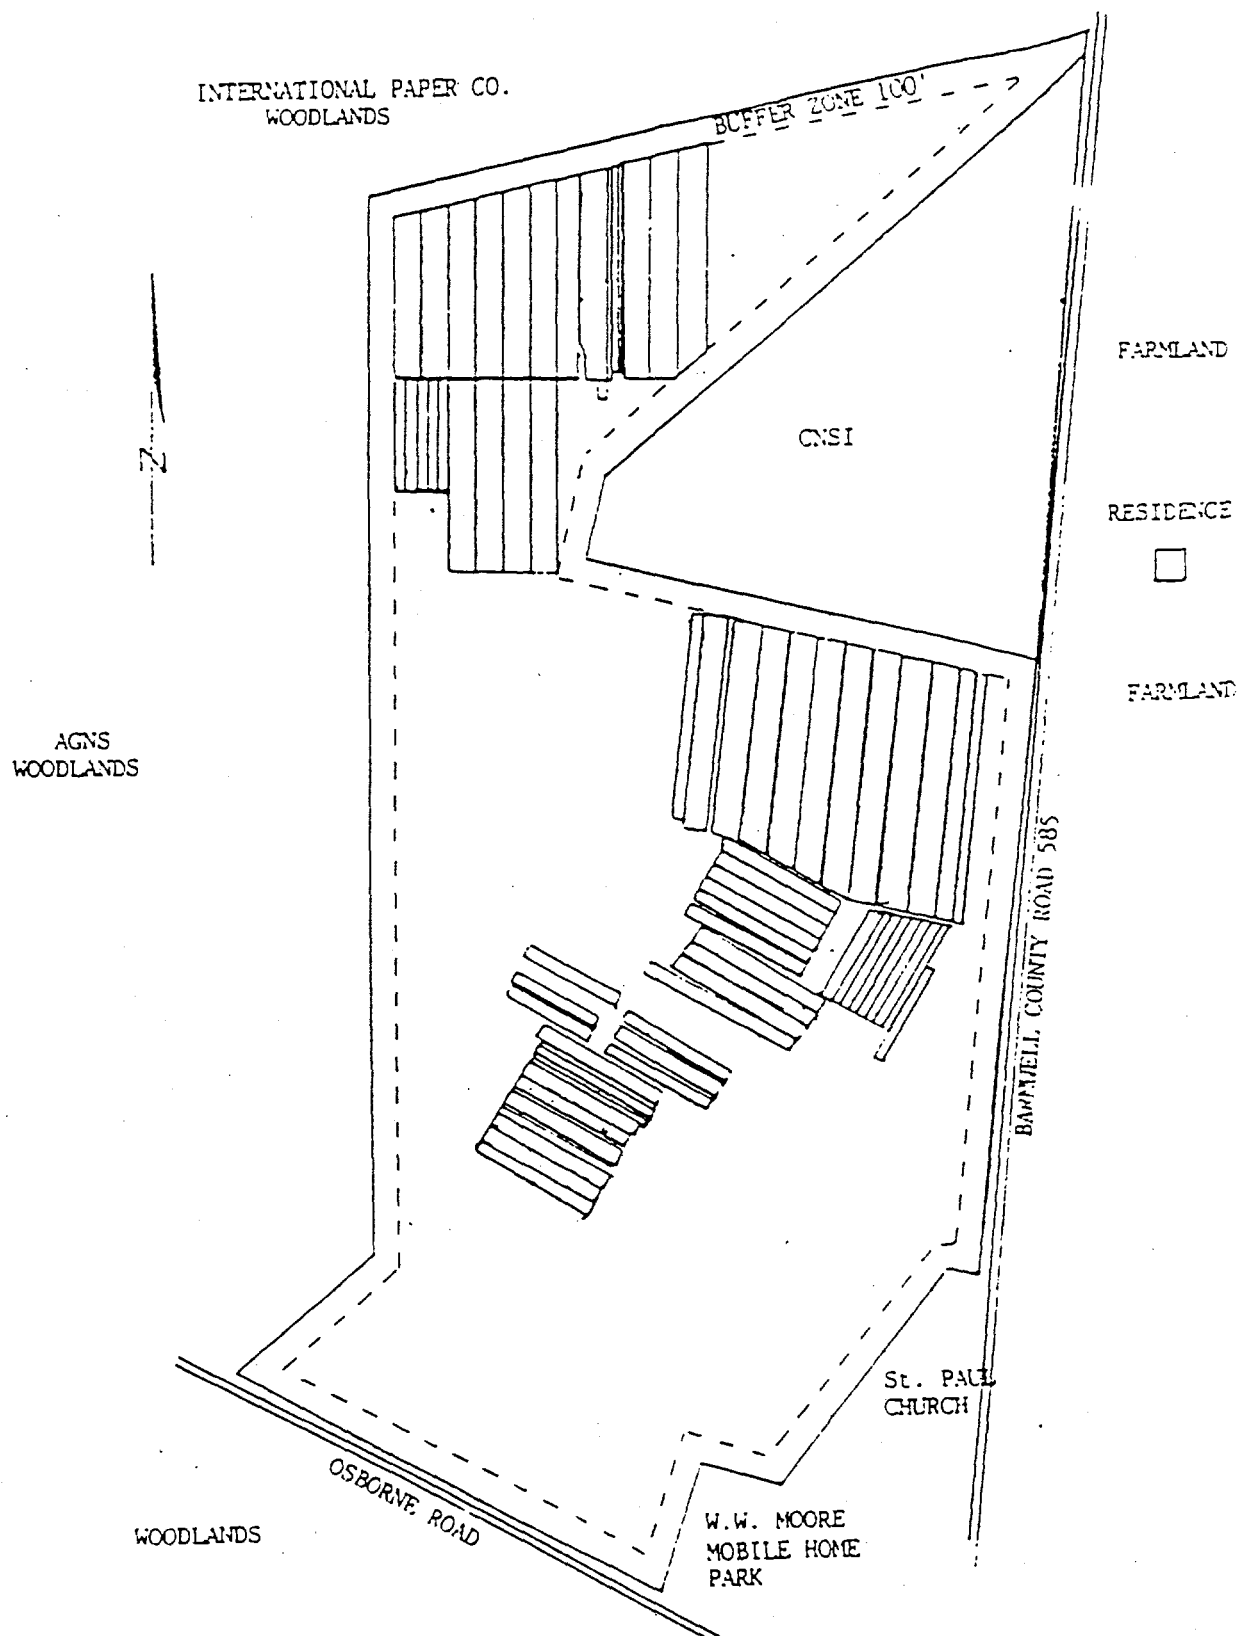 INTERNATIONAL PAPER CO.
WOODLANDS
BUFFER ZONE 100'
FARMLAND
CNSI
N
RESIDENCE
FARMLAND
AGNS
WOODLANDS
BARNWELL COUNTY ROAD 585
St. PAUL
CHURCH
OSBORNE ROAD
W.W. MOORE
MOBILE HOME
PARK
WOODLANDS